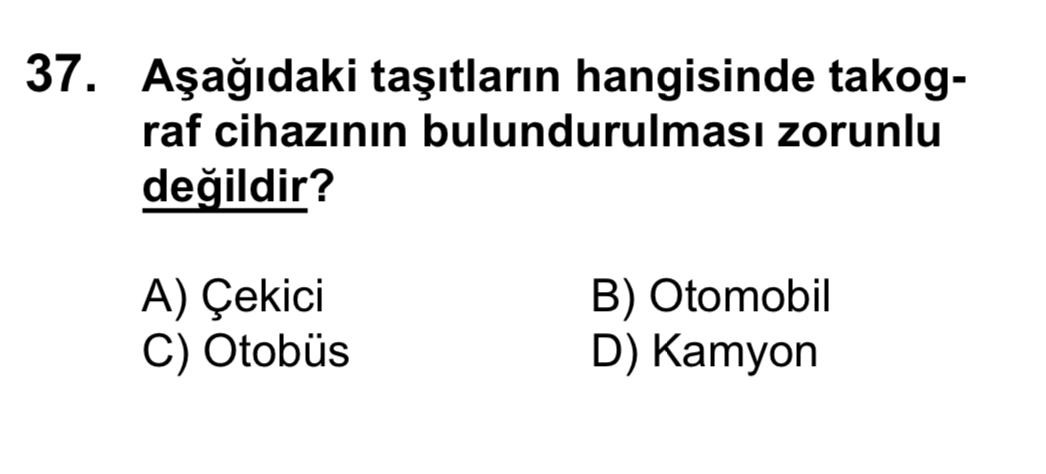 37. Aşağıdaki taşıtların hangisinde takog-
raf cihazının bulundurulması zorunlu
değildir?
A) Çekici B) Otomobil
C) Otobüs D) Kamyon